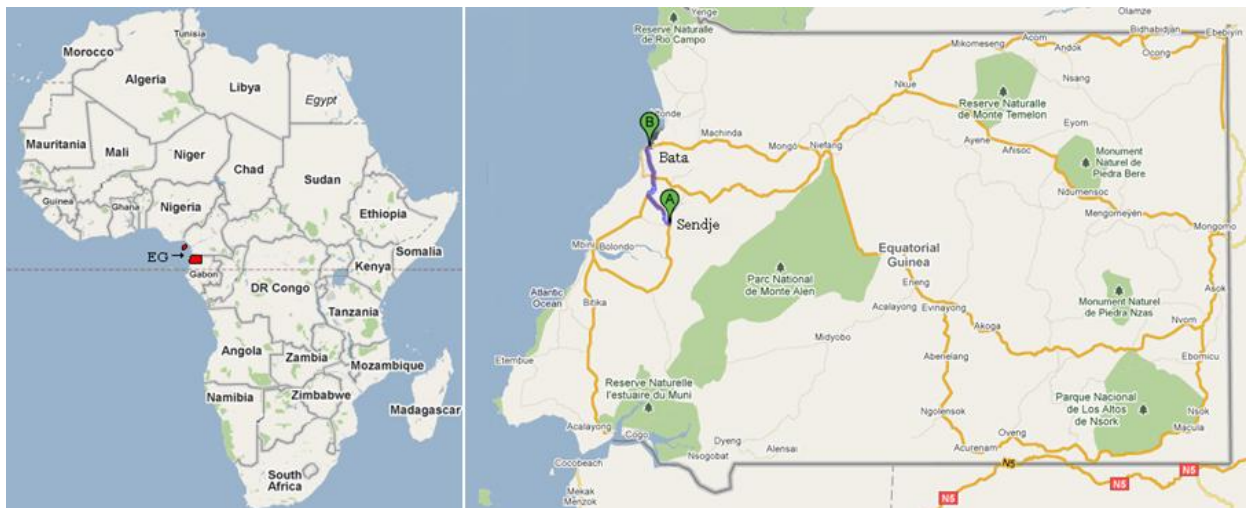 Tunisia
Morocco
Algeria
Libya
Egypt
Mauritania
Mali
Niger
Chad
Sudan
Guinea
Ghana
Nigeria
Ethiopia
Somalia
EG
Gabon
Kenya
DR Congo
Tanzania
Angola
Zambia
Mozambique
Namibia
Zimbabwe
Madagascar
South
Africa
Yenge
Olamze
Reserve Naturalle
de Rio Campo
Bidhabidján
Ebebiyin
Acom
Mikomeseng
Andok
Ocong
Nkue
Nsang
Reserve Naturalle
de Monte Temelon
B
Machinda
Eyom
Bata
Mongó
Niefang
Ayene
Añisoc
Monument
Naturel de
Piedra Bere
Ndumensoc
A
Sendje
Mengomeyén
Mongomo
Mbini
Bolondo
Equatorial
Guinea
Parc National
de Monte Alen
Eneng
Asok
Atlantic
Ocean
Bitika
Acalayong
Evinayong
Monument Naturel
de Piedra Nzas
Nvom
Akoga
Midyobo
Etembue
Aberielang
Ebomicu
Reserve Naturelle
l'estuaire du Muni
Parque Nacional
de Los Altos
de Nsork
Nsok
Ngolensok
Macula
Acalayong
Cogo
Dyeng
Alensai
Oveng
Nsogobat
Acurenam
Cocobeach
N5
N5
N5
N5
Mekak
Menzok